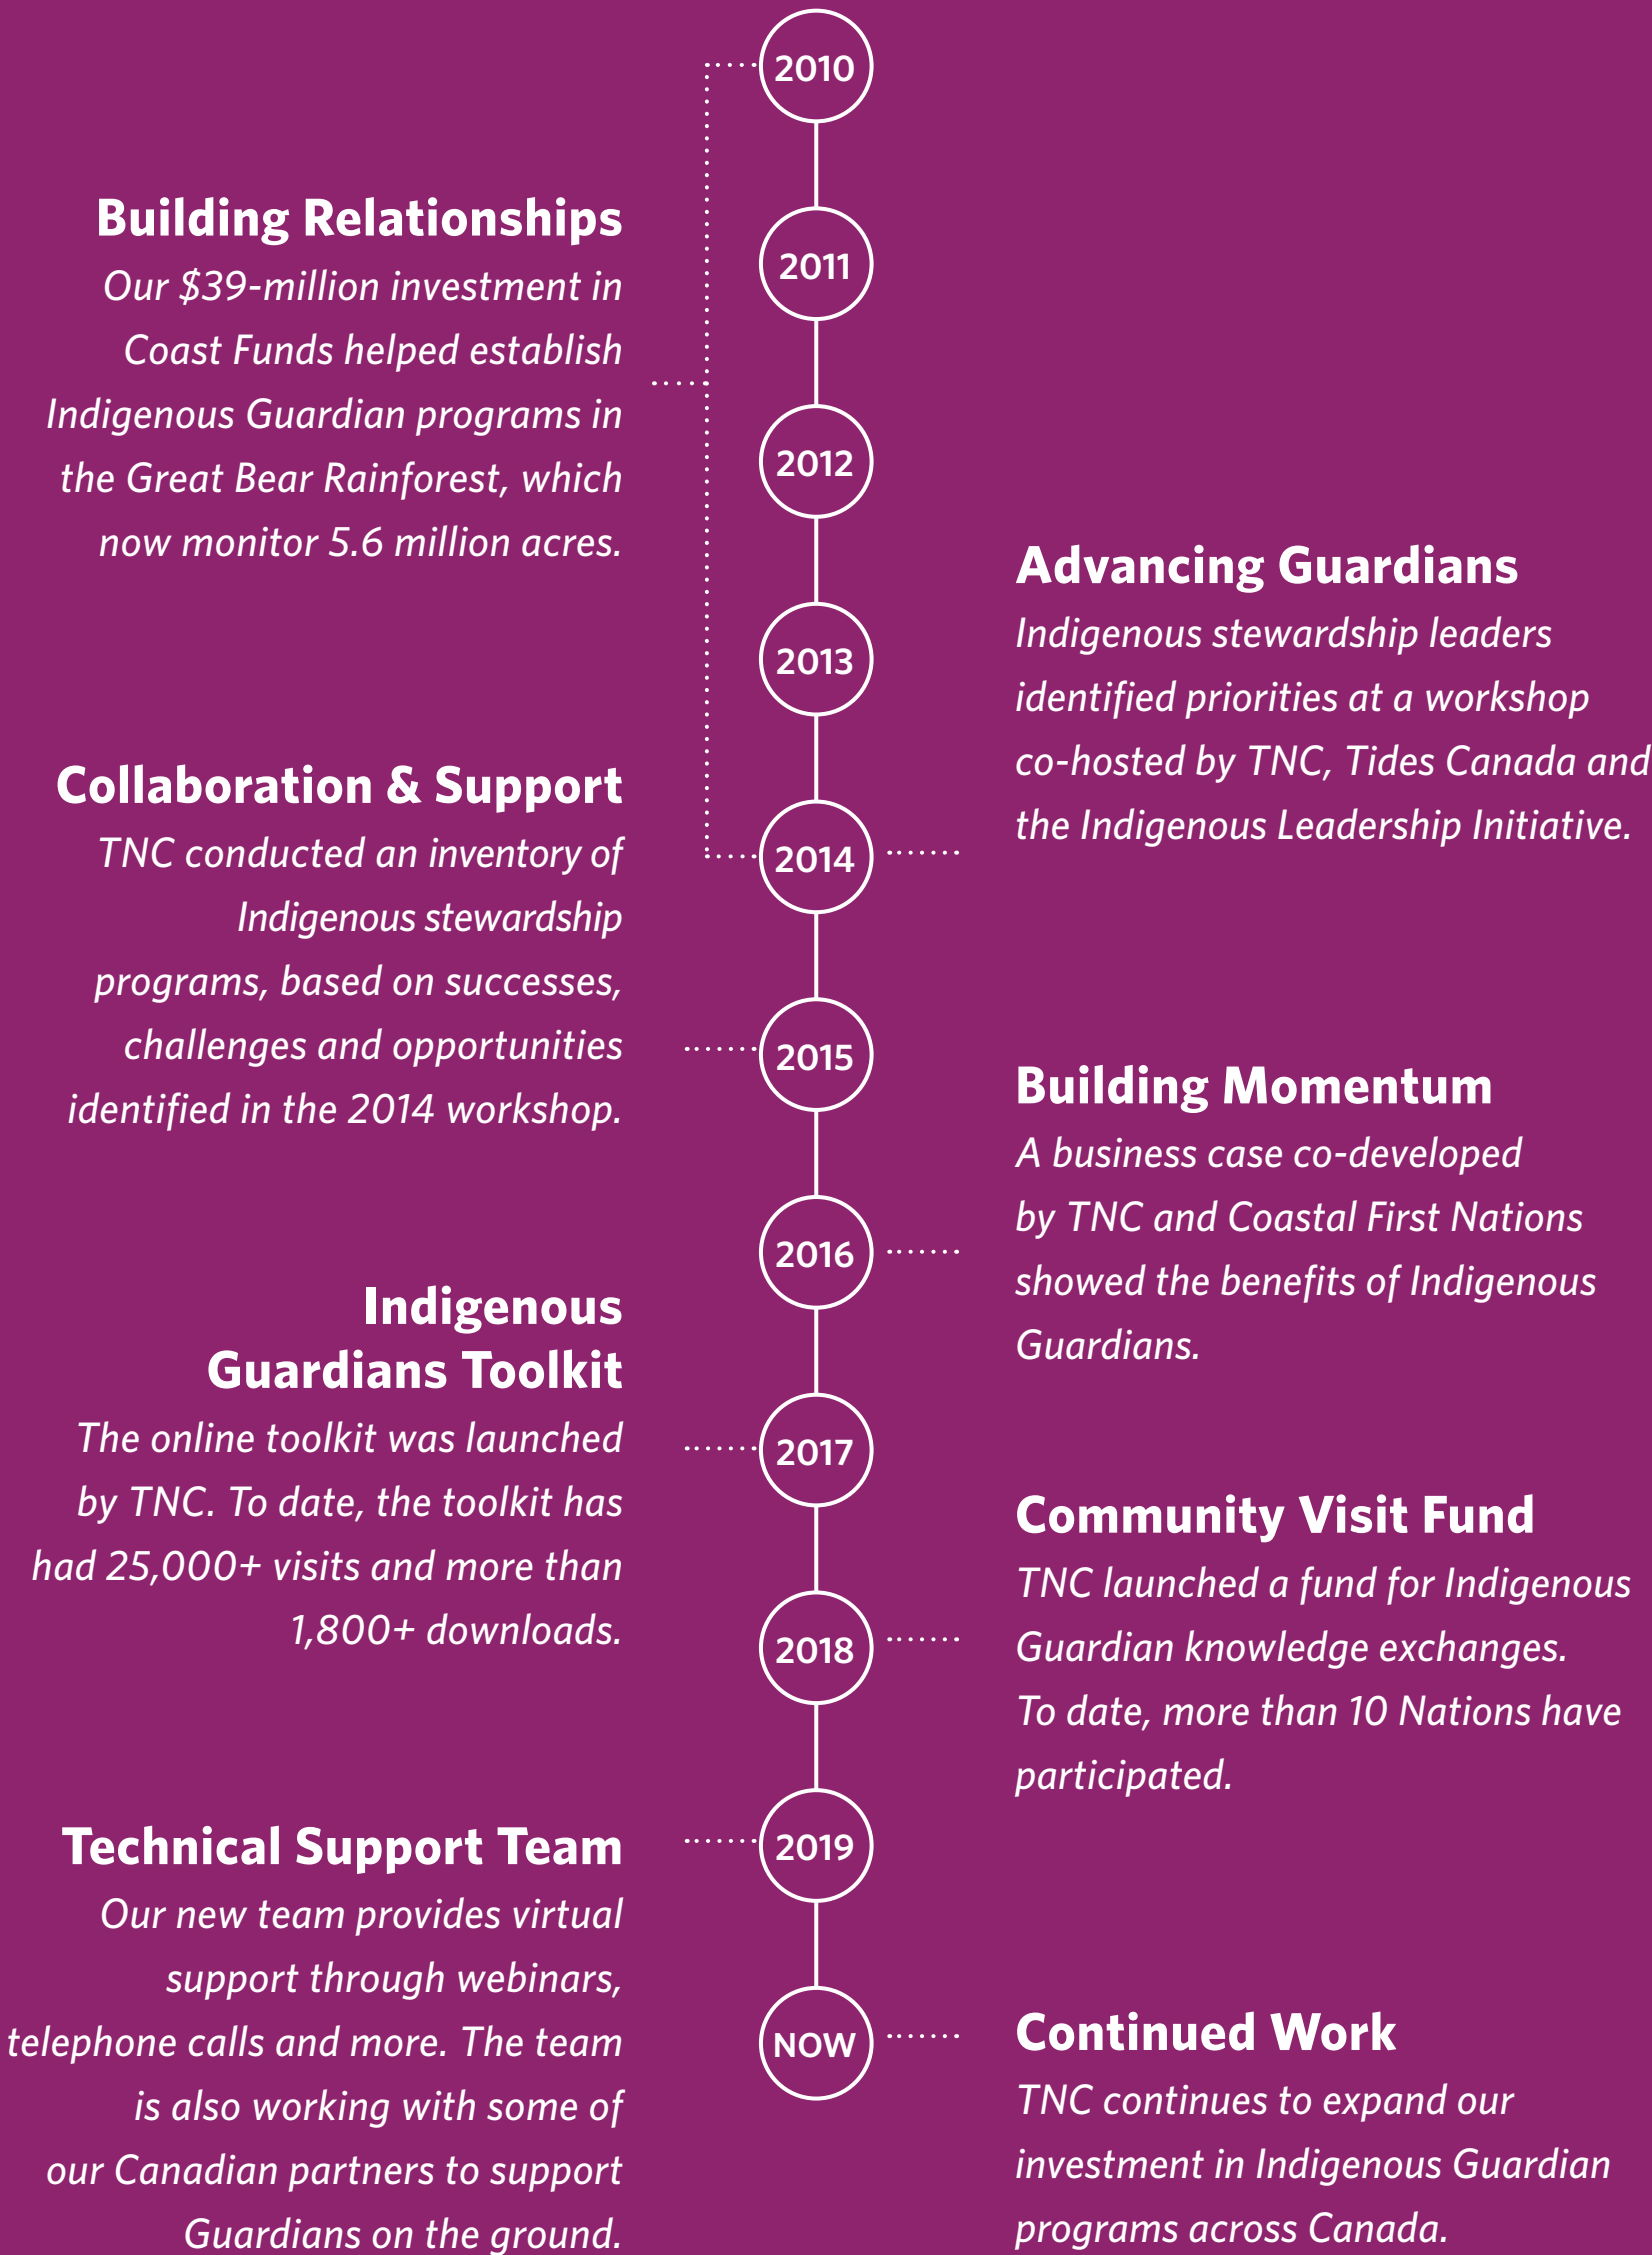 2010
Building Relationships
Our $39-million investment in
Coast Funds helped establish
Indigenous Guardian programs in
the Great Bear Rainforest, which
now monitor 5.6 million acres.
2011
2012
2013
Advancing Guardians
Indigenous stewardship leaders
identified priorities at a workshop
co-hosted by TNC, Tides Canada and
the Indigenous Leadership Initiative.
2014
Collaboration & Support
TNC conducted an inventory of
Indigenous stewardship
programs, based on successes,
challenges and opportunities
identified in the 2014 workshop.
2015
Building Momentum
A business case co-developed
by TNC and Coastal First Nations
showed the benefits of Indigenous
Guardians.
2016
Indigenous
Guardians Toolkit
The online toolkit was launched
by TNC. To date, the toolkit has
had 25,000+ visits and more than
1,800+ downloads.
2017
Community Visit Fund
TNC launched a fund for Indigenous
Guardian knowledge exchanges.
To date, more than 10 Nations have
participated.
2018
Technical Support Team
Our new team provides virtual
support through webinars,
telephone calls and more. The team
is also working with some of
our Canadian partners to support
Guardians on the ground.
2019
NOW
Continued Work
TNC continues to expand our
investment in Indigenous Guardian
programs across Canada.